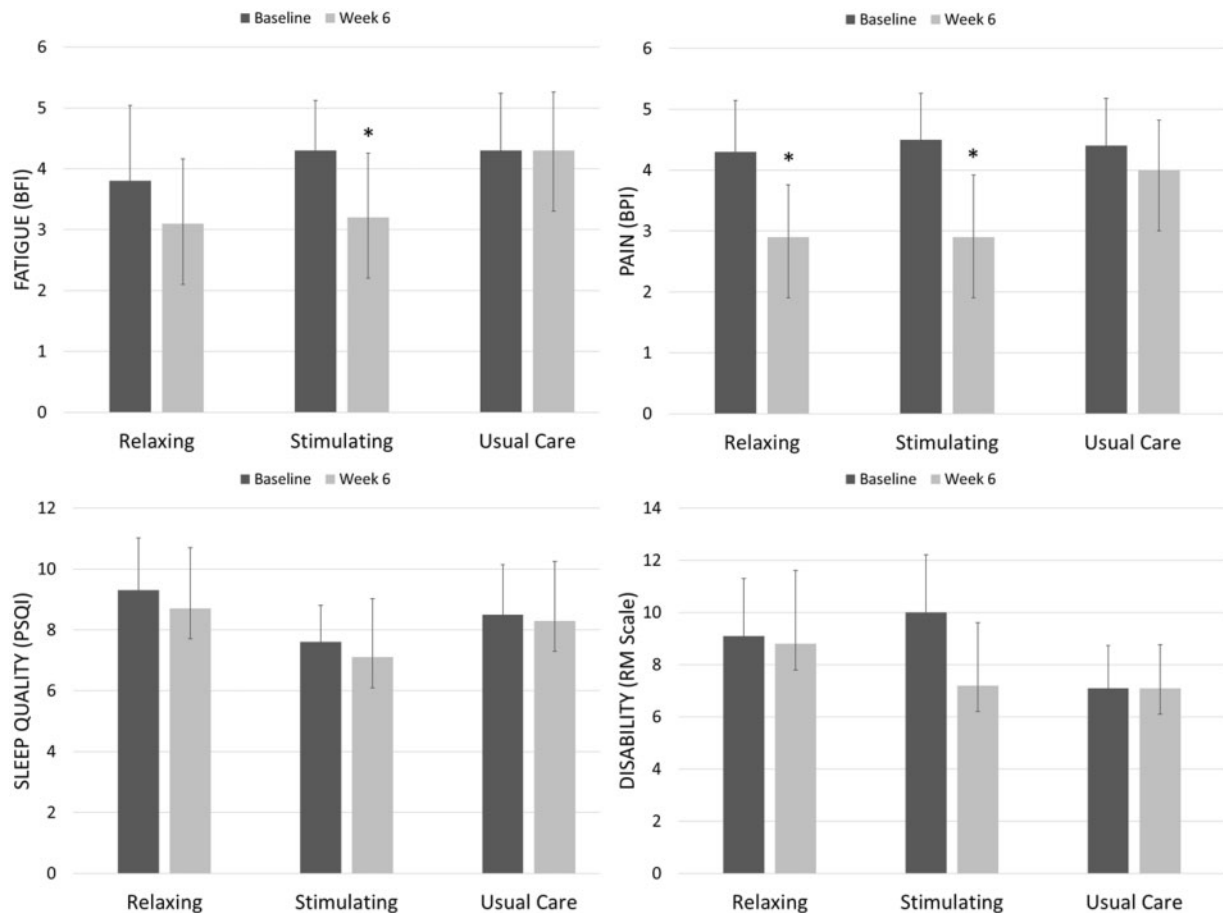 Baseline Week 6
FATIGUE (BFI)
6
5
4
3
2
1
0
*
Relaxing Stimulating Usual Care
Baseline Week 6
PAIN (BPI)
6
5
4
3
2
1
0
* *
Relaxing Stimulating Usual Care
Baseline Week 6
SLEEP QUALITY (PSQI)
12
10
8
6
4
2
0
Relaxing Stimulating Usual Care
Baseline Week 6
DISABILITY (RM Scale)
14
12
10
8
6
4
2
0
Relaxing Stimulating Usual Care